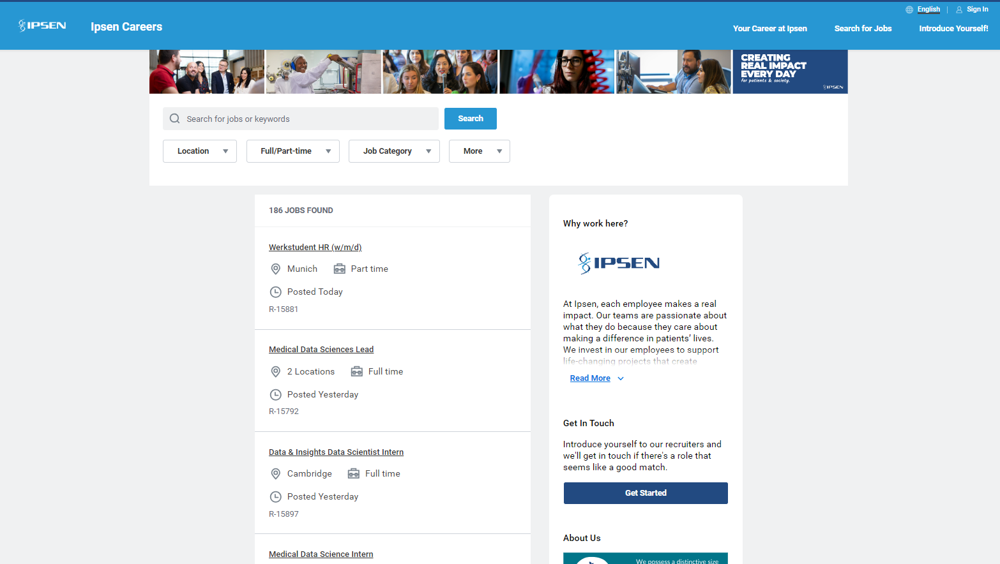 English | Sign In
IPSEN
Ipsen Careers
Your Career at Ipsen
Search for Jobs
Introduce Yourself!
CREATING
REAL IMPACT
EVERY DAY
for patients & society.
IPSEN
Search for jobs or keywords
Search
Location
Full/Part-time
Job Category
More
186 JOBS FOUND
Werkstudent HR (w/m/d)
Munich
Part time
Posted Today
R-15881
Medical Data Sciences Lead
2 Locations
Full time
Posted Yesterday
R-15792
Data & Insights Data Scientist Intern
Cambridge
Full time
Posted Yesterday
R-15897
Medical Data Science Intern
Why work here?
IPSEN
At Ipsen, each employee makes a real
impact. Our teams are passionate about
what they do because they care about
making a difference in patients’ lives.
We invest in our employees to support
life-changing projects that create
Read More
Get In Touch
Introduce yourself to our recruiters and
we'll get in touch if there's a role that
seems like a good match.
Get Started
About Us
We possess a distinctive size